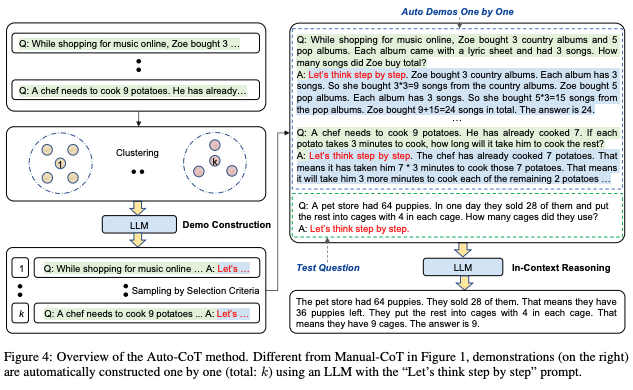 Q: While shopping for music online, Zoe bought 3 ...
Q: A chef needs to cook 9 potatoes. He has already...
1
Clustering
k
LLM
Demo Construction
1
Q: While shopping for music online ... A: Let's ...
Sampling by Selection Criteria
k
Q: A chef needs to cook 9 potatoes ... A: Let's ...
Auto Demos One by One
Q: While shopping for music online, Zoe bought 3 country albums and 5
pop albums. Each album came with a lyric sheet and had 3 songs. How
many songs did Zoe buy total?
A: Let's think step by step. Zoe bought 3 country albums. Each album has 3
songs. So she bought 3*3=9 songs from the country albums. Zoe bought 5
pop albums. Each album has 3 songs. So she bought 5*3=15 songs from
the pop albums. Zoe bought 9+15=24 songs in total. The answer is 24.
...
Q: A chef needs to cook 9 potatoes. He has already cooked 7. If each
potato takes 3 minutes to cook, how long will it take him to cook the rest?
A: Let's think step by step. The chef has already cooked 7 potatoes. That
means it has taken him 7 * 3 minutes to cook those 7 potatoes. That means
it will take him 3 more minutes to cook each of the remaining 2 potatoes ...
Q: A pet store had 64 puppies. In one day they sold 28 of them and put
the rest into cages with 4 in each cage. How many cages did they use?
A: Let's think step by step.
Test Question
LLM
In-Context Reasoning
The pet store had 64 puppies. They sold 28 of them. That means they have
36 puppies left. They put the rest into cages with 4 in each cage. That
means they have 9 cages. The answer is 9.
Figure 4: Overview of the Auto-CoT method. Different from Manual-CoT in Figure 1, demonstrations (on the right)
are automatically constructed one by one (total: k) using an LLM with the “Let's think step by step” prompt.